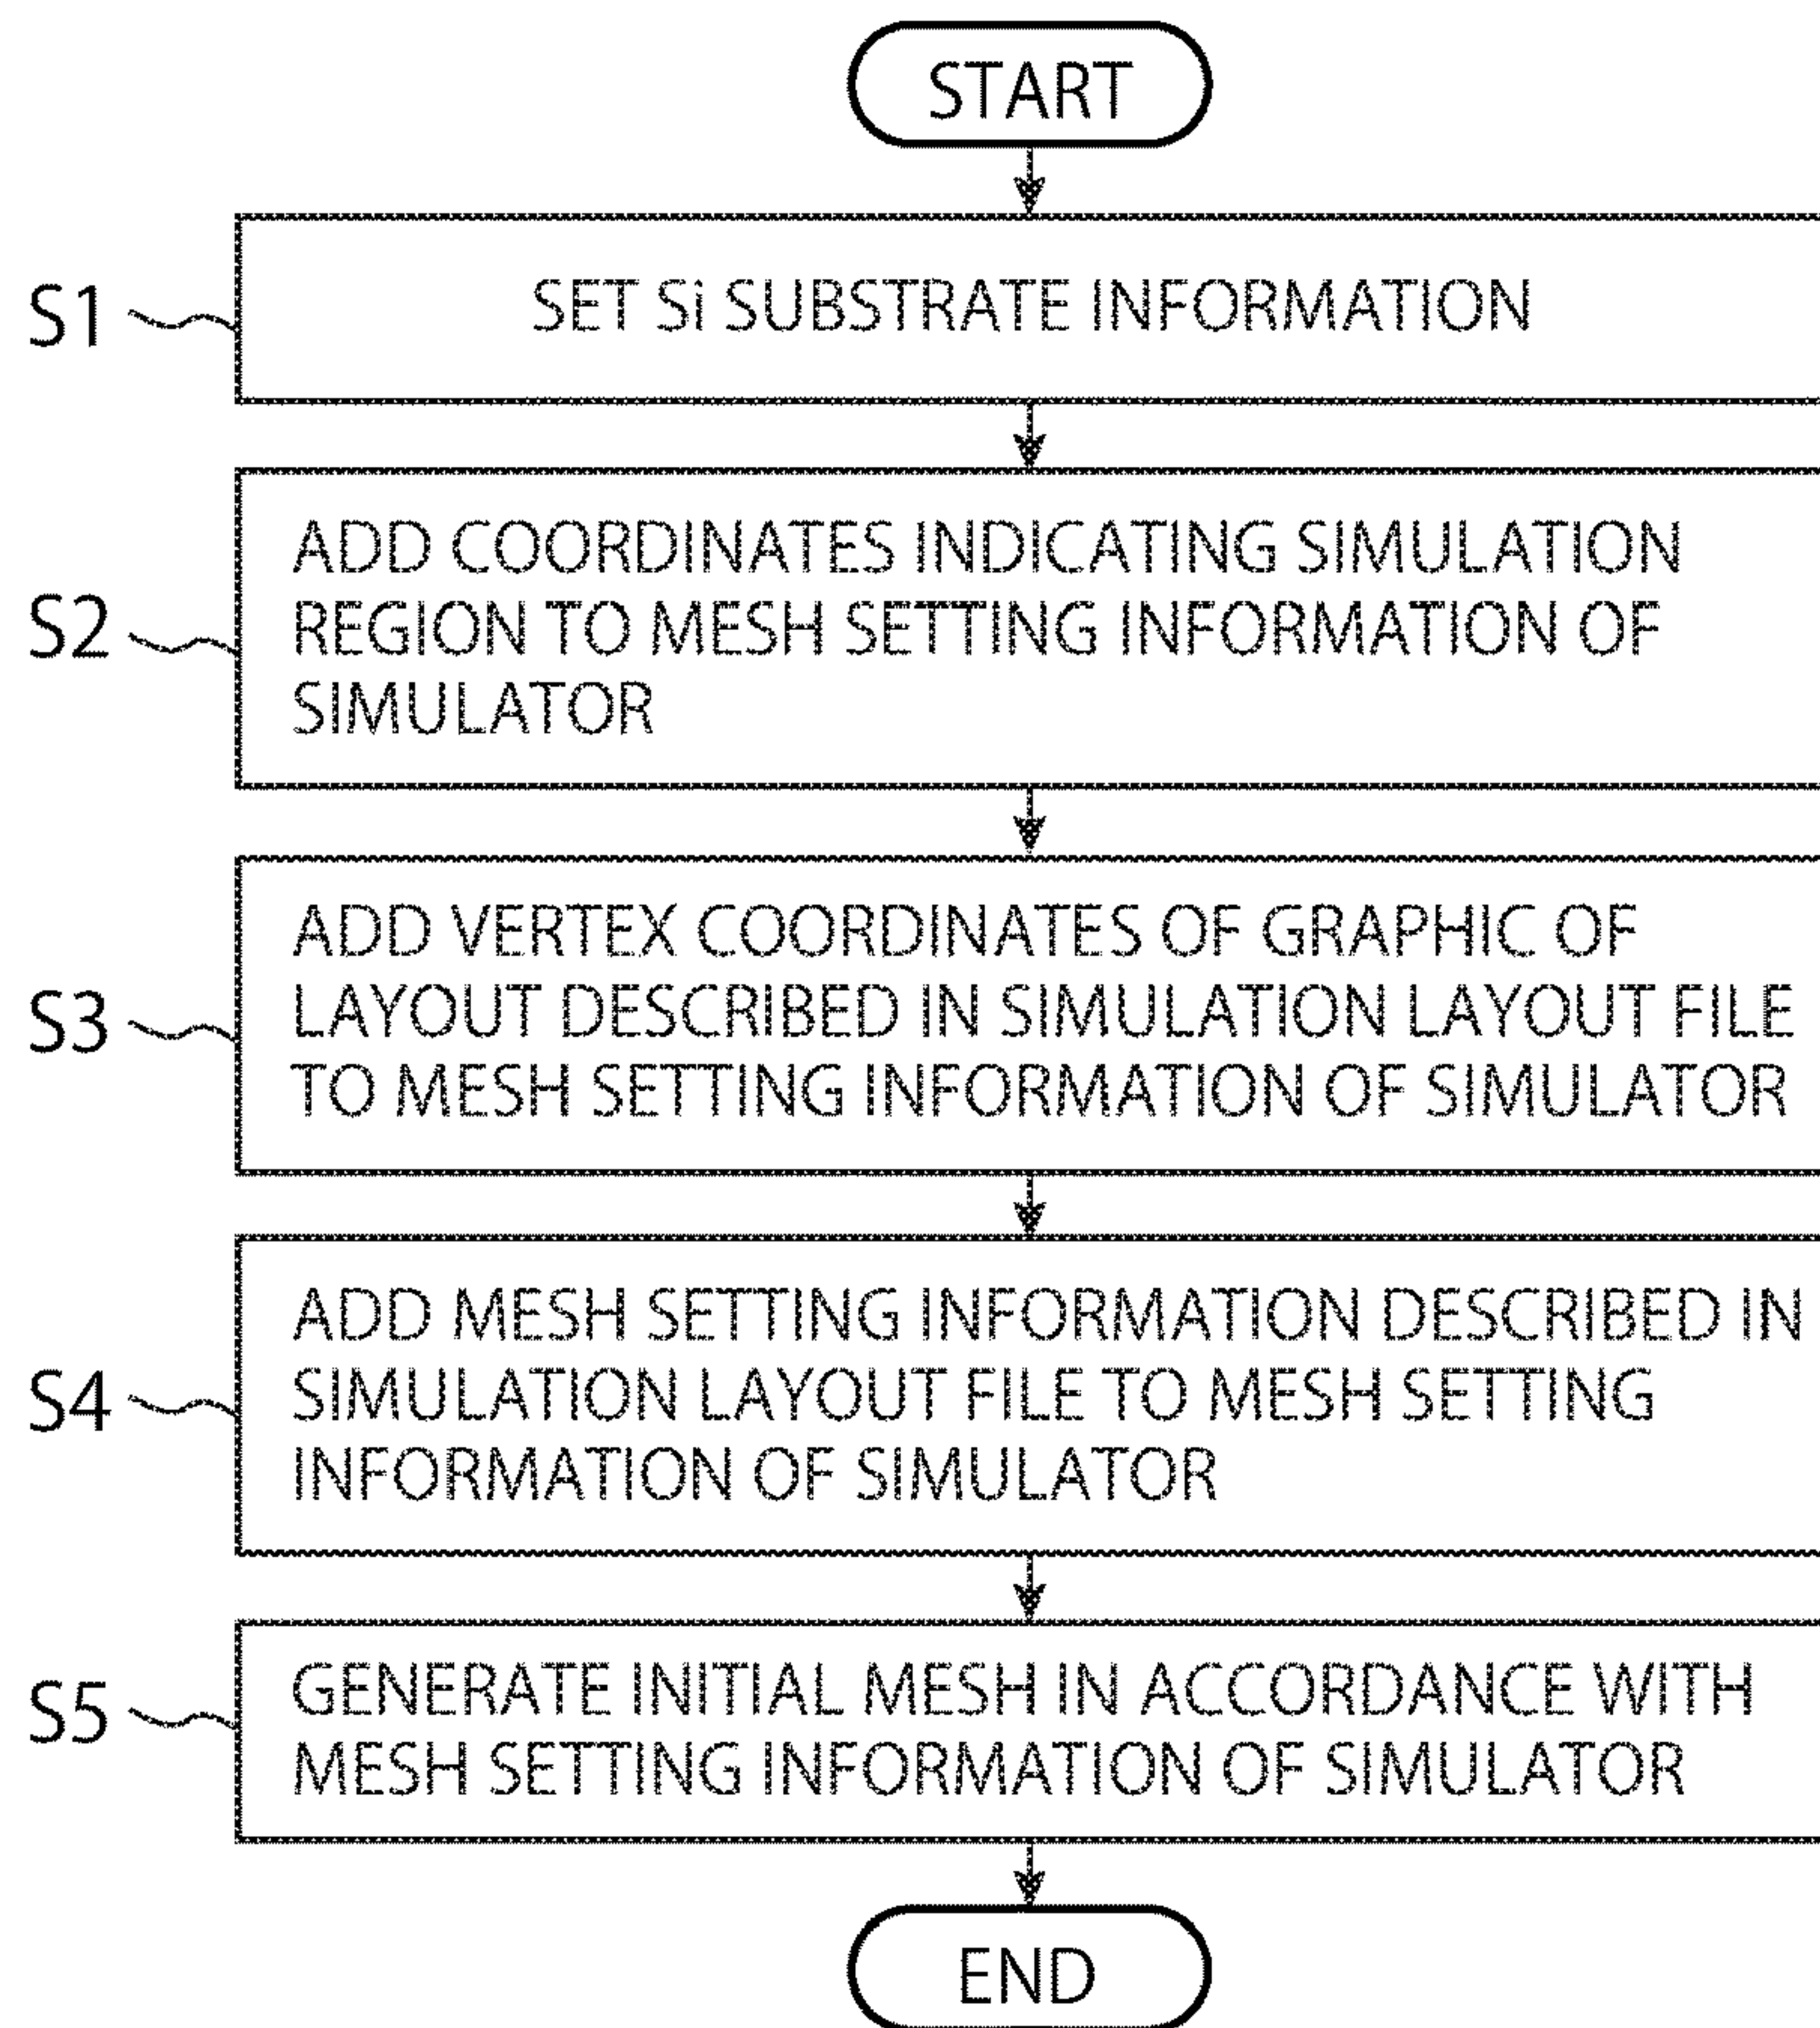 START
S1
SET Si SUBSTRATE INFORMATION
S2
ADD COORDINATES INDICATING SIMULATION
REGION TO MESH SETTING INFORMATION OF
SIMULATOR
S3
ADD VERTEX COORDINATES OF GRAPHIC OF
LAYOUT DESCRIBED IN SIMULATION LAYOUT FILE
TO MESH SETTING INFORMATION OF SIMULATOR
S4
ADD MESH SETTING INFORMATION DESCRIBED IN
SIMULATION LAYOUT FILE TO MESH SETTING
INFORMATION OF SIMULATOR
S5
GENERATE INITIAL MESH IN ACCORDANCE WITH
MESH SETTING INFORMATION OF SIMULATOR
END